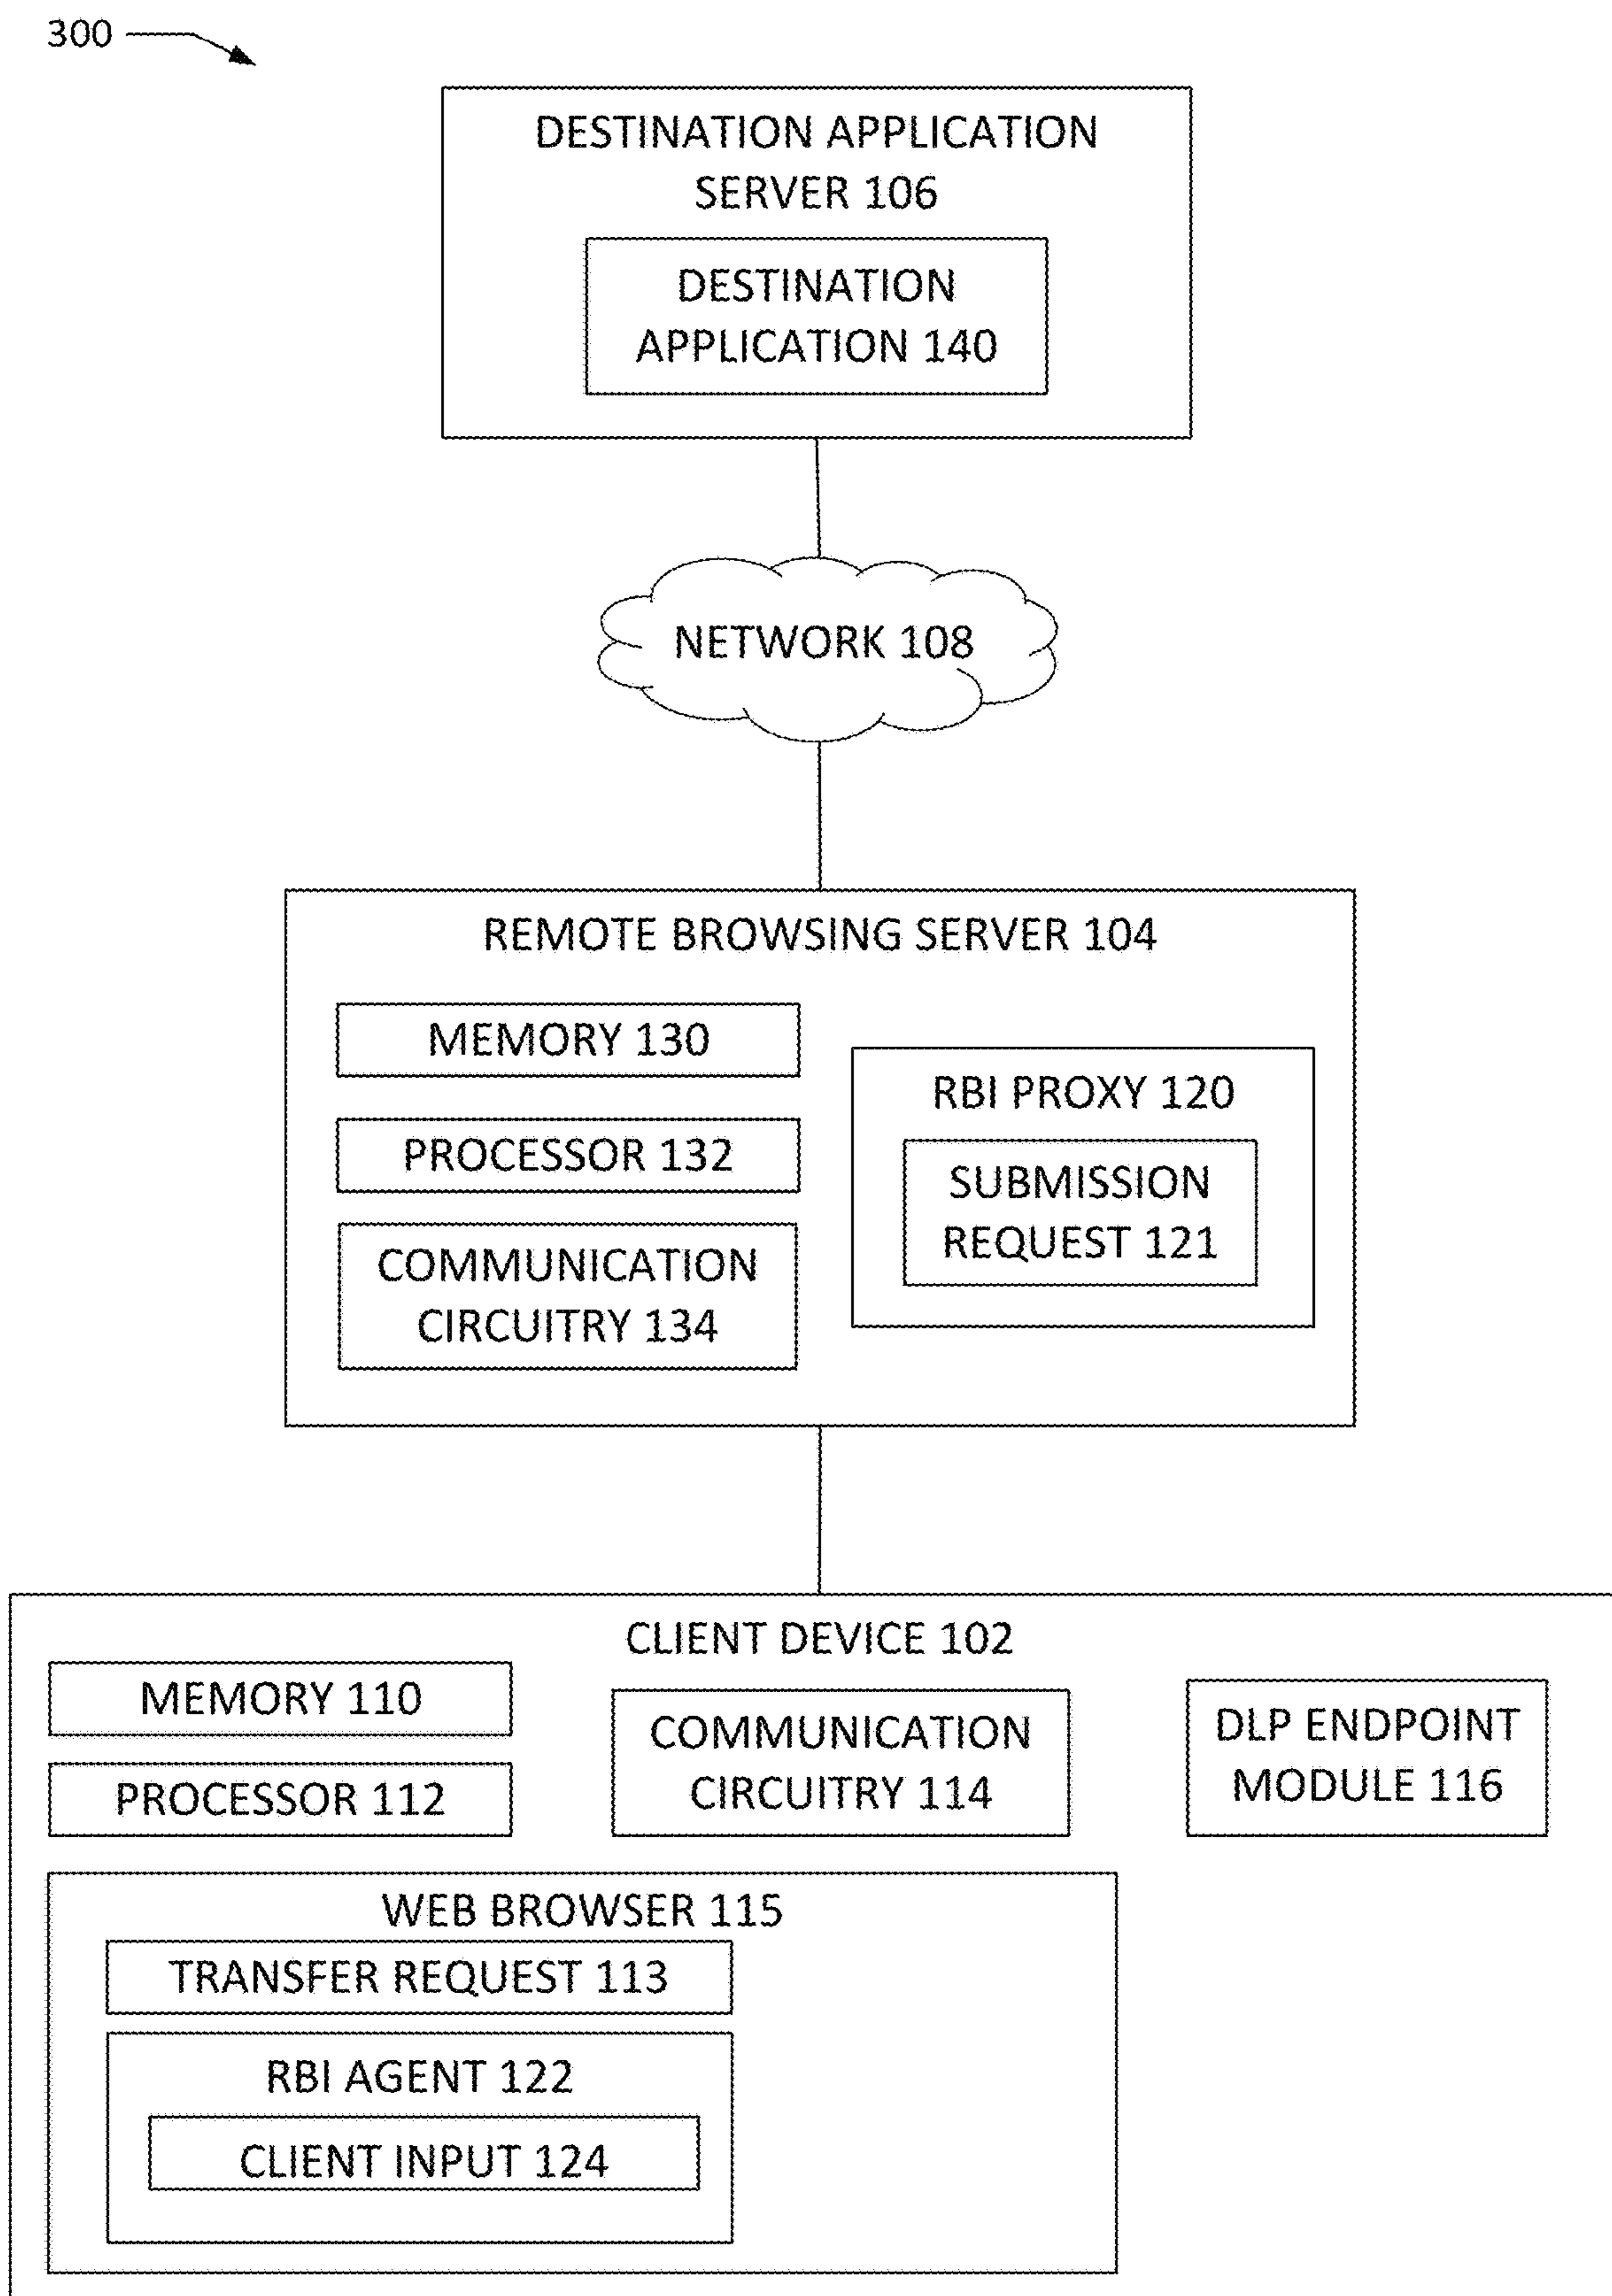 300
DESTINATION APPLICATION
SERVER 106
DESTINATION
APPLICATION 140
NETWORK 108
REMOTE BROWSING SERVER 104
MEMORY 130
PROCESSOR 132
COMMUNICATION
CIRCUITRY 134
RBI PROXY 120
SUBMISSION
REQUEST 121
CLIENT DEVICE 102
MEMORY 110
PROCESSOR 112
COMMUNICATION
CIRCUITRY 114
DLP ENDPOINT
MODULE 116
WEB BROWSER 115
TRANSFER REQUEST 113
RBI AGENT 122
CLIENT INPUT 124